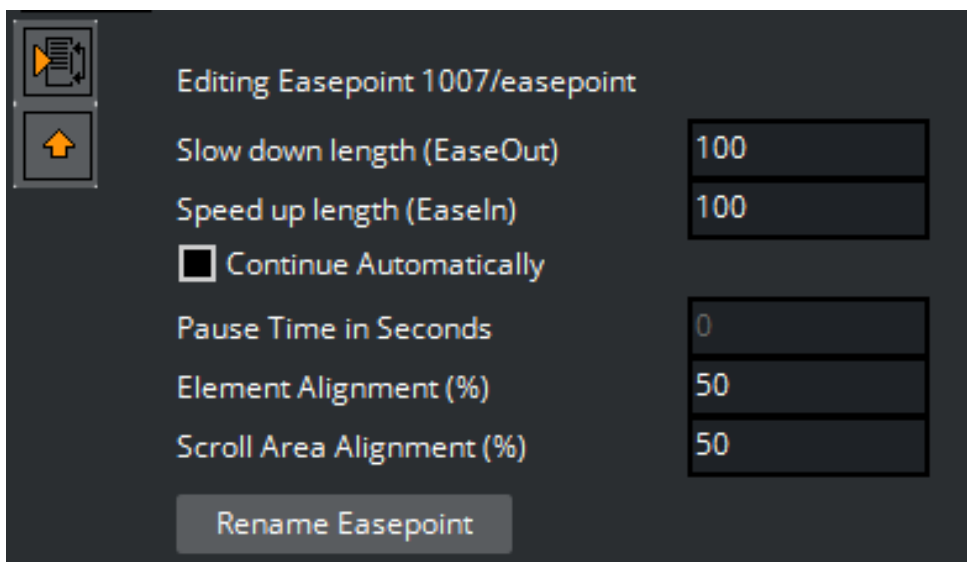 Editing Easepoint 1007/easepoint
Slow down length (EaseOut) 100
Speed up length (EaseIn) 100
Continue Automatically
Pause Time in Seconds 0
Element Alignment (%) 50
Scroll Area Alignment (%) 50
Rename Easepoint